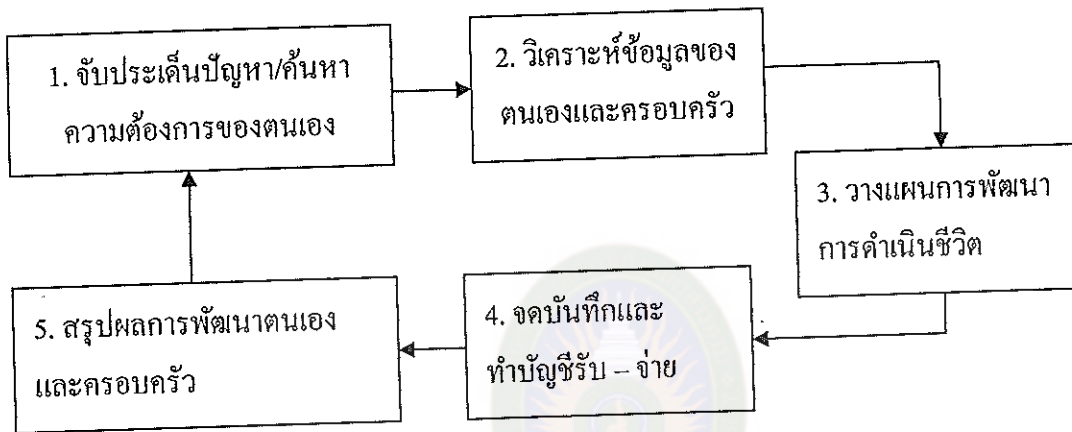 1. จับประเด็นปัญหา/ค้นหา
ความต้องการของตนเอง
2. วิเคราะห์ข้อมูลของ
ตนเองและครอบครัว
3. วางแผนการพัฒนา
การดำเนินชีวิต
4. จดบันทึกและ
ทำบัญชีรับ – จ่าย
5. สรุปผลการพัฒนาตนเอง
และครอบครัว